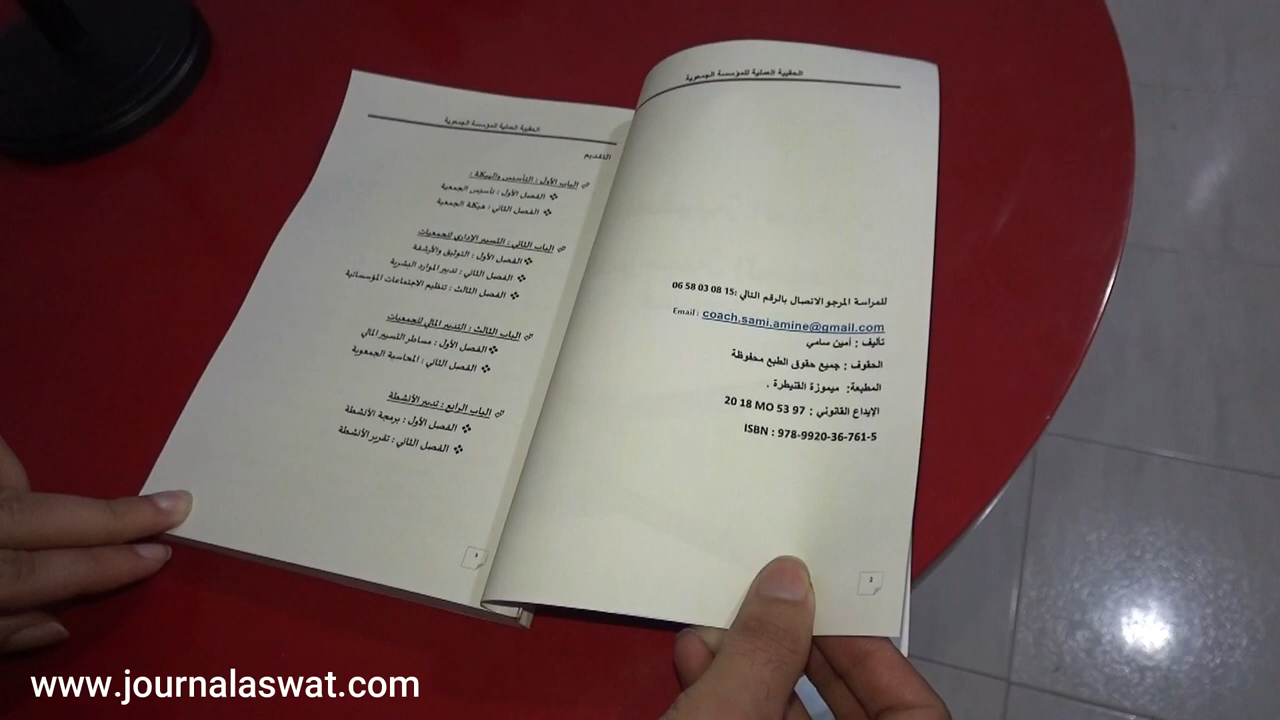 الحقيبة العملية للمؤسسة الجمعوية
للمراسة المرجو الاتصال بالرقم التالي :15 08 03 58 06
Email : coach.sami.amine@gmail.com
تأليف : أمين سامي
الحقوق : جميع حقوق الطبع محفوظة
المطبعة: ميموزة القنيطرة .
الإيداع القانوني : 97 53 MO 18 20
ISBN : 978-9920-36-761-5
2
الحقيبة العملية للمؤسسة الجمعوية
التقديم
الباب الأول : التأسيس والهيكلة :
❖ الفصل الأول : تأسيس الجمعية
❖ الفصل الثاني : هيكلة الجمعية
الباب الثاني : التسيير الإداري للجمعيات
❖ الفصل الأول : التوثيق والأرشفة
❖ الفصل الثاني : تدبير الموارد البشرية
❖ الفصل الثالث : تنظيم الاجتماعات المؤسساتية
الباب الثالث : التدبير المالي للجمعيات
❖ الفصل الأول : مساطر التسيير المالي
❖ الفصل الثاني : المحاسبة الجمعوية
الباب الرابع : تدبير الأنشطة
❖ الفصل الأول : برمجة الأنشطة
❖ الفصل الثاني : تقرير الأنشطة
3
www.journalaswat.com